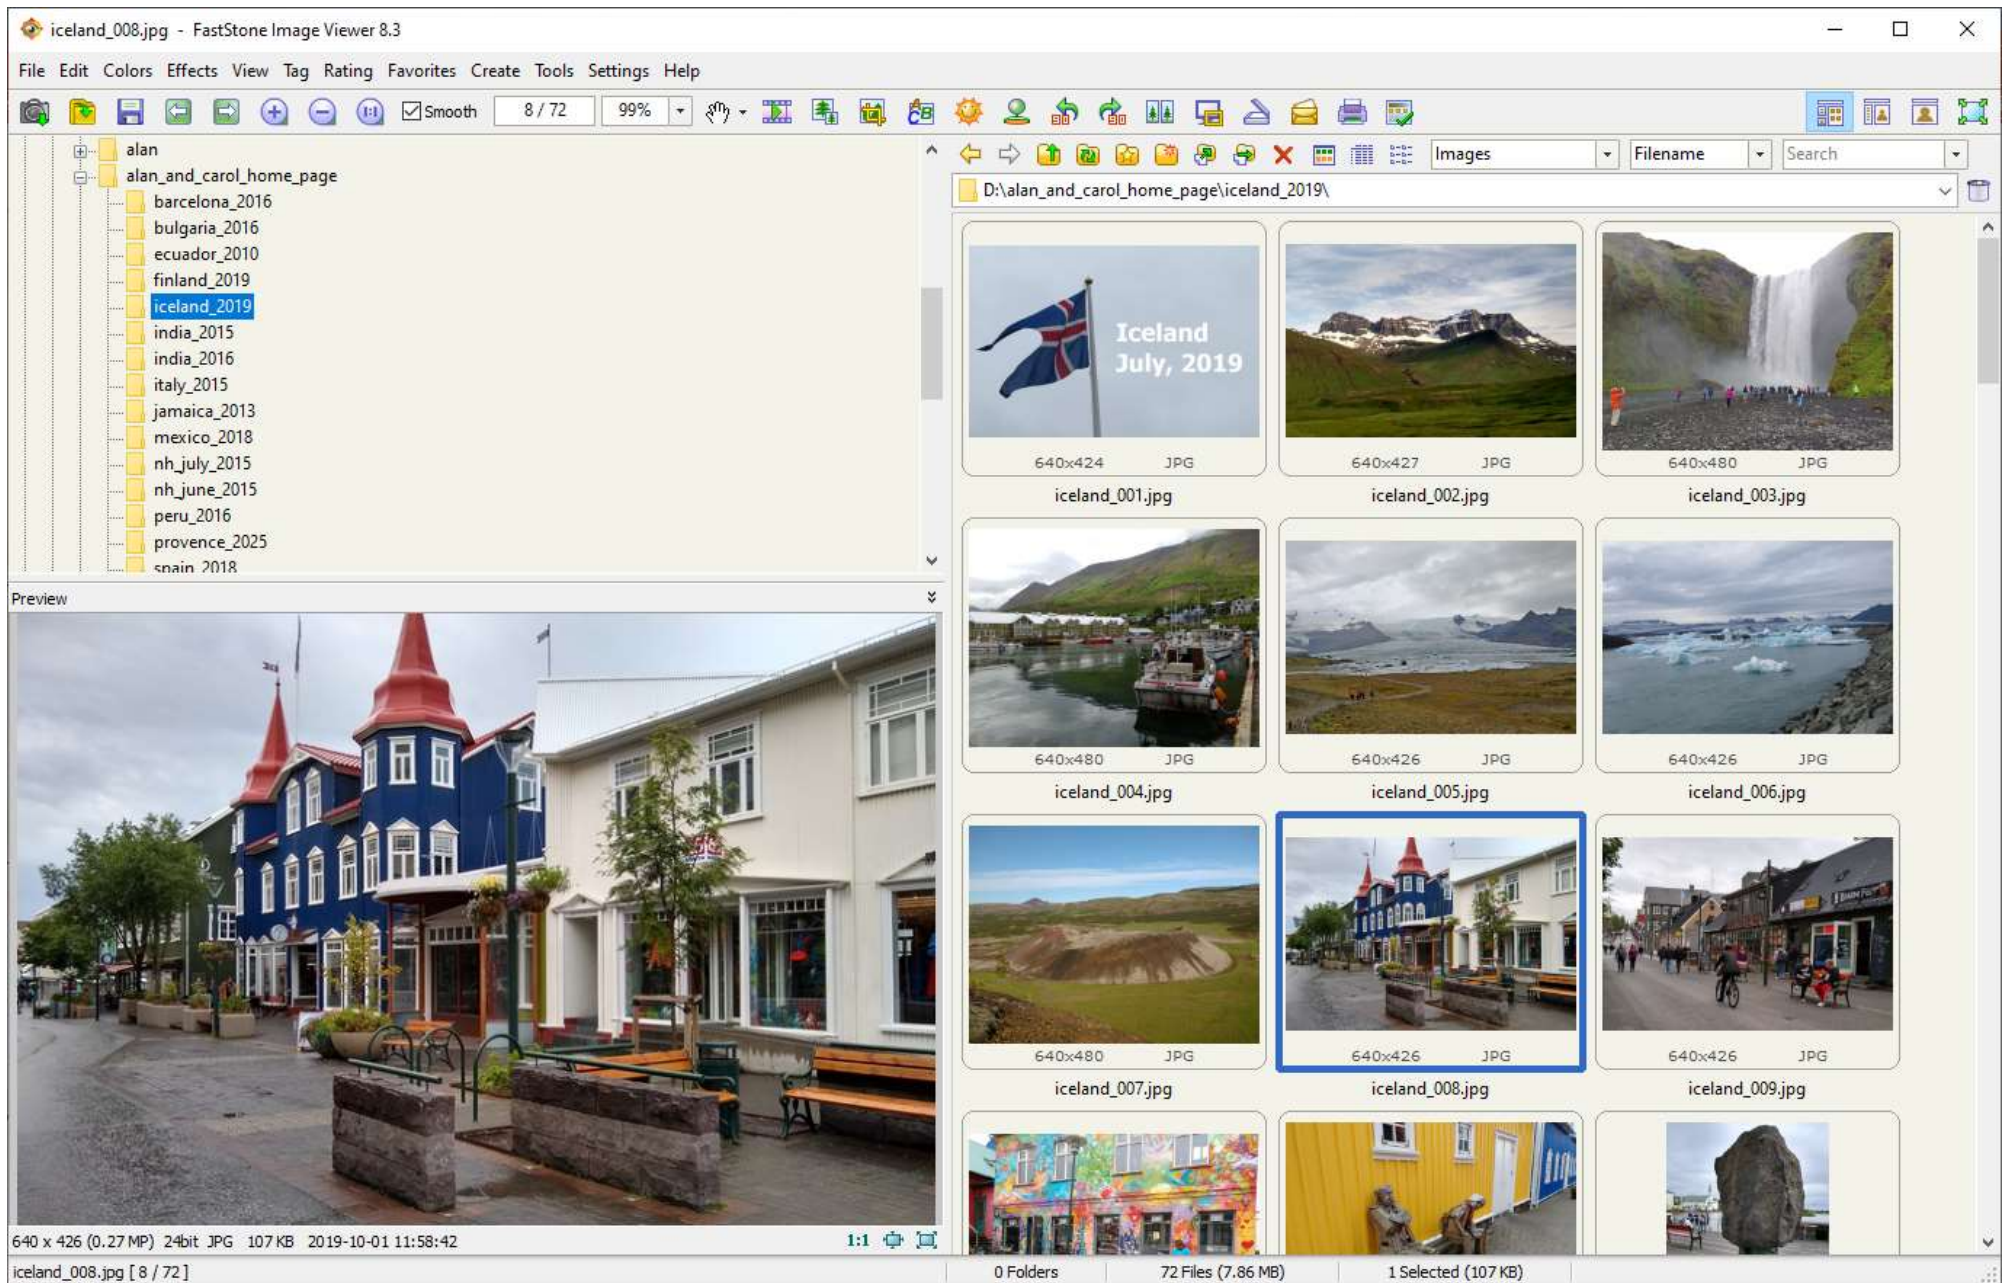 iceland_008.jpg - FastStone Image Viewer 8.3
File Edit Colors Effects View Tag Rating Favorites Create Tools Settings Help
Smooth 8 / 72 99%
alan
alan_and_carol_home_page
barcelona_2016
bulgaria_2016
ecuador_2010
finland_2019
iceland_2019
india_2015
india_2016
italy_2015
jamaica_2013
mexico_2018
nh_july_2015
nh_june_2015
peru_2016
provence_2025
spain_2018
Preview
640 x 426 (0.27 MP) 24bit JPG 107 KB 2019-10-01 11:58:42 1:1
Images Filename Search
D:\alan_and_carol_home_page\iceland_2019\
Iceland
July, 2019
640x424 JPG 640x427 JPG 640x480 JPG
iceland_001.jpg iceland_002.jpg iceland_003.jpg
640x480 JPG 640x426 JPG 640x426 JPG
iceland_004.jpg iceland_005.jpg iceland_006.jpg
640x480 JPG 640x426 JPG 640x426 JPG
iceland_007.jpg iceland_008.jpg iceland_009.jpg
iceland_008.jpg [ 8 / 72 ] 0 Folders 72 Files (7.86 MB) 1 Selected (107 KB)